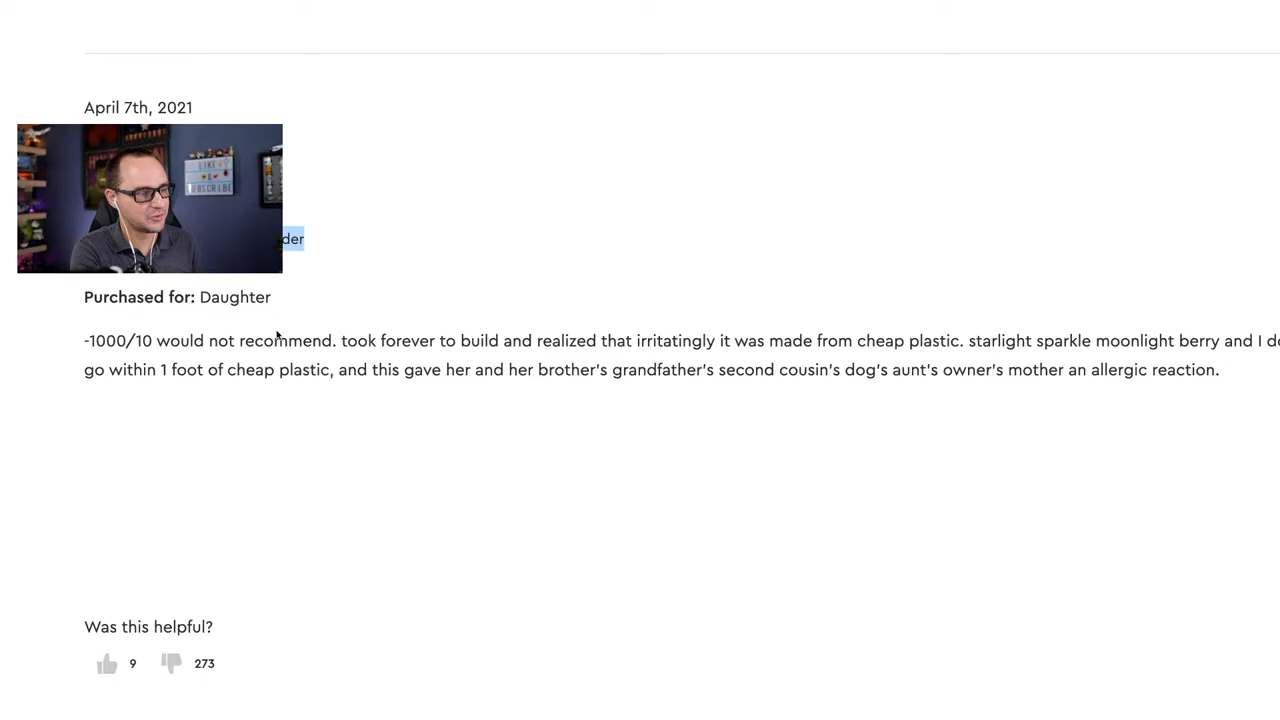 April 7th, 2021
LIKE
&
UBSCRIBE
der
Purchased for: Daughter
-1000/10 would not recommend. took forever to build and realized that irritatingly it was made from cheap plastic. starlight sparkle moonlight berry and I do
go within 1 foot of cheap plastic, and this gave her and her brother's grandfather's second cousin's dog's aunt's owner's mother an allergic reaction.
Was this helpful?
9 273